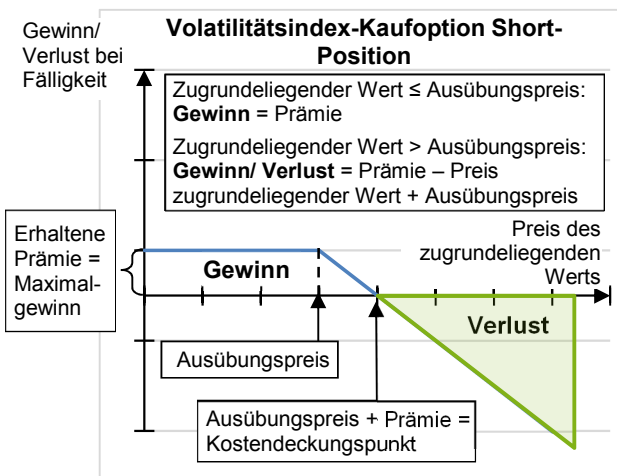 Gewinn/
Verlust bei
Fälligkeit
Volatilitätsindex-Kaufoption Short-
Position
Zugrundeliegender Wert ≤ Ausübungspreis:
Gewinn = Prämie
Zugrundeliegender Wert > Ausübungspreis:
Gewinn/ Verlust = Prämie – Preis
zugrundeliegender Wert + Ausübungspreis
Erhaltene
Prämie =
Maximal-
gewinn
Gewinn
Preis des
zugrundeliegenden
Werts
Verlust
Ausübungspreis
Ausübungspreis + Prämie =
Kostendeckungspunkt